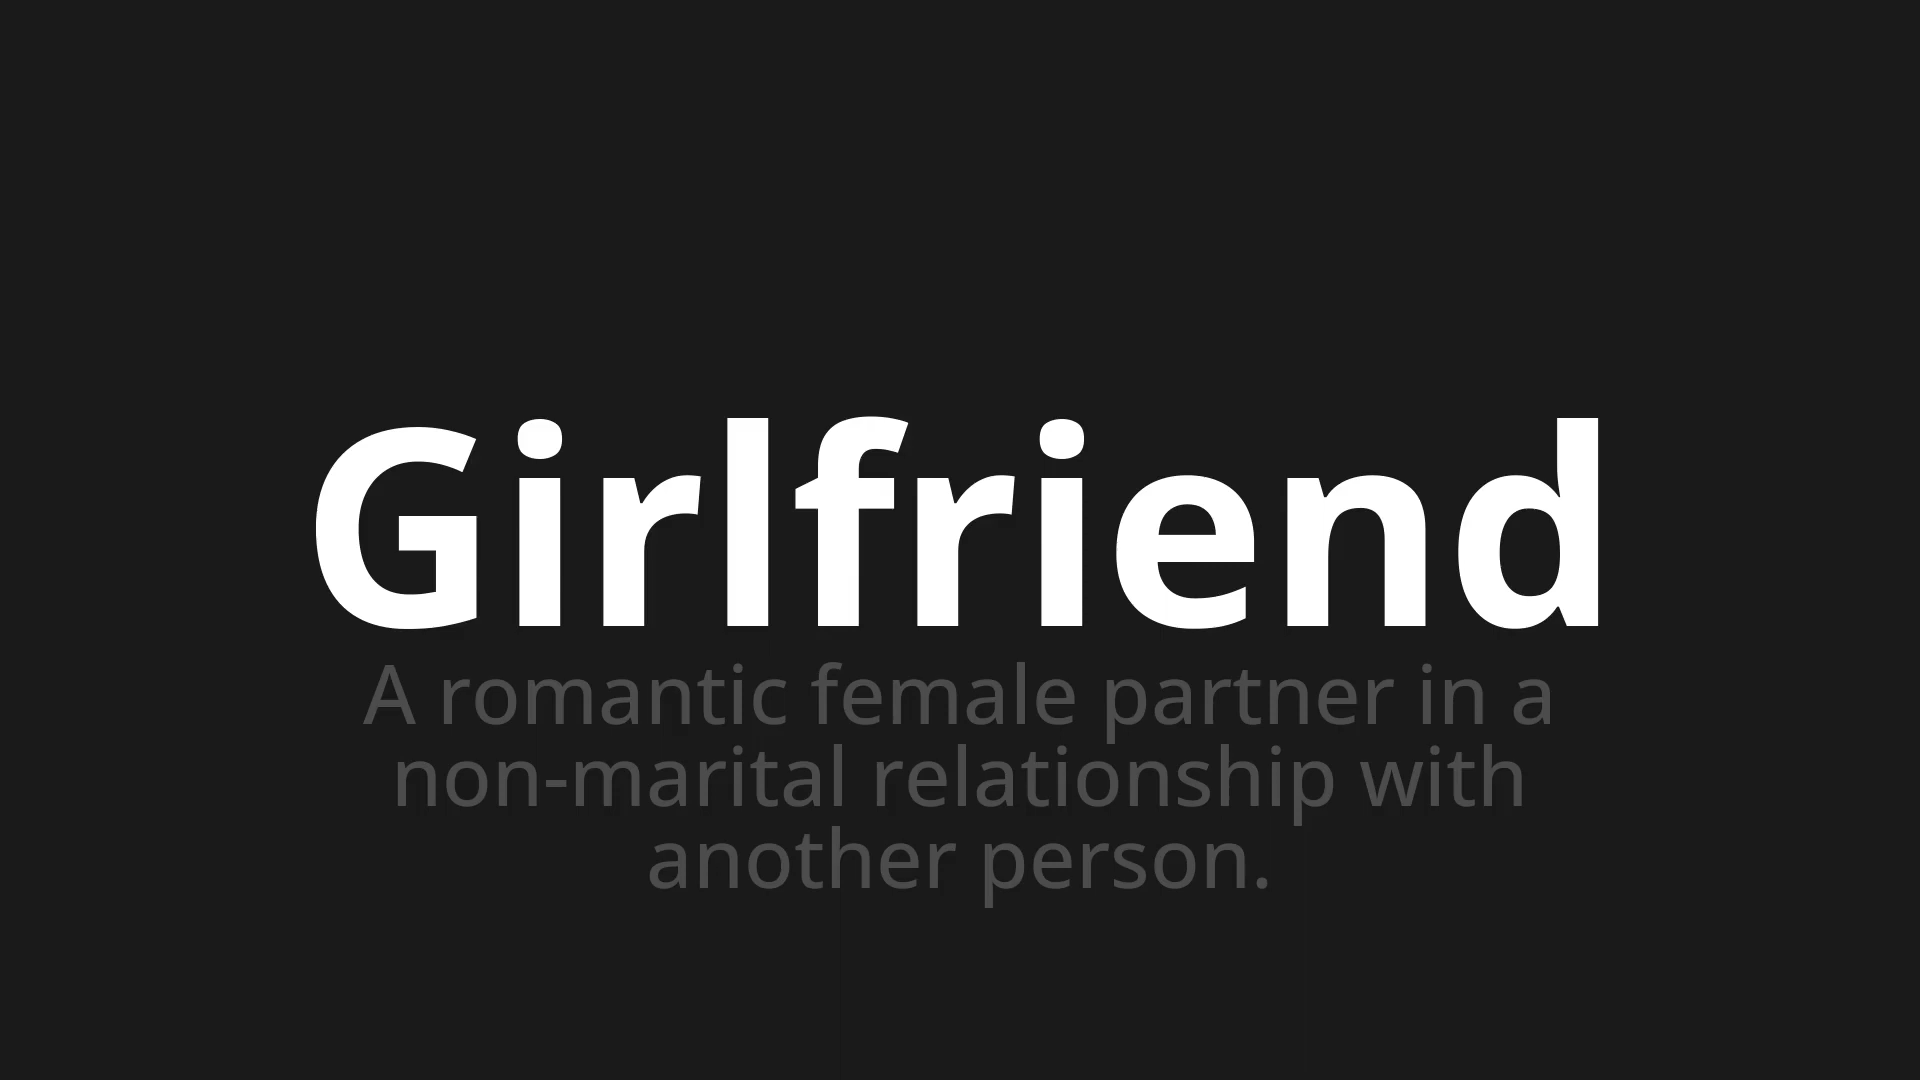 Girlfriend
A romantic female partner in a
non-marital relationship with
another person.